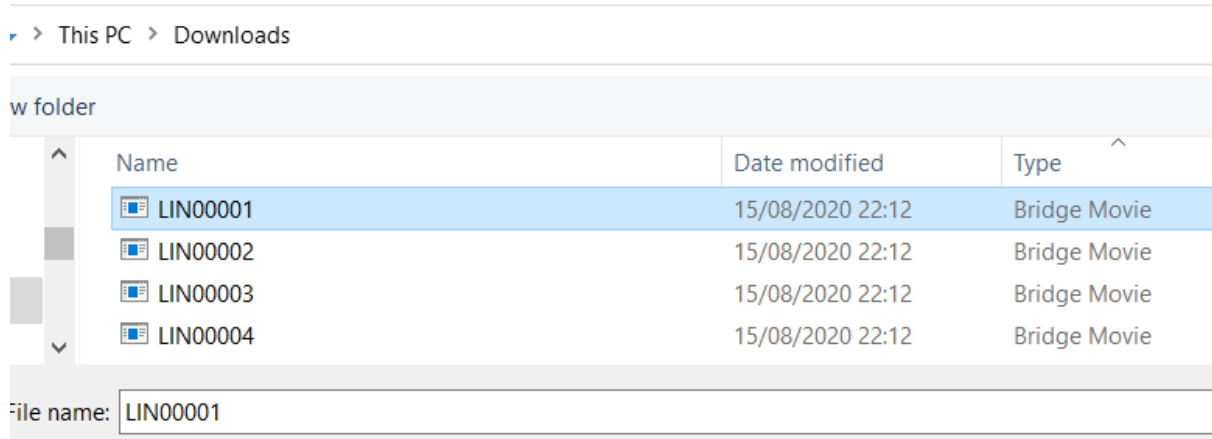 > This PC > Downloads
w folder
Name Date modified Type
LIN00001 15/08/2020 22:12 Bridge Movie
LIN00002 15/08/2020 22:12 Bridge Movie
LIN00003 15/08/2020 22:12 Bridge Movie
LIN00004 15/08/2020 22:12 Bridge Movie
File name: LIN00001